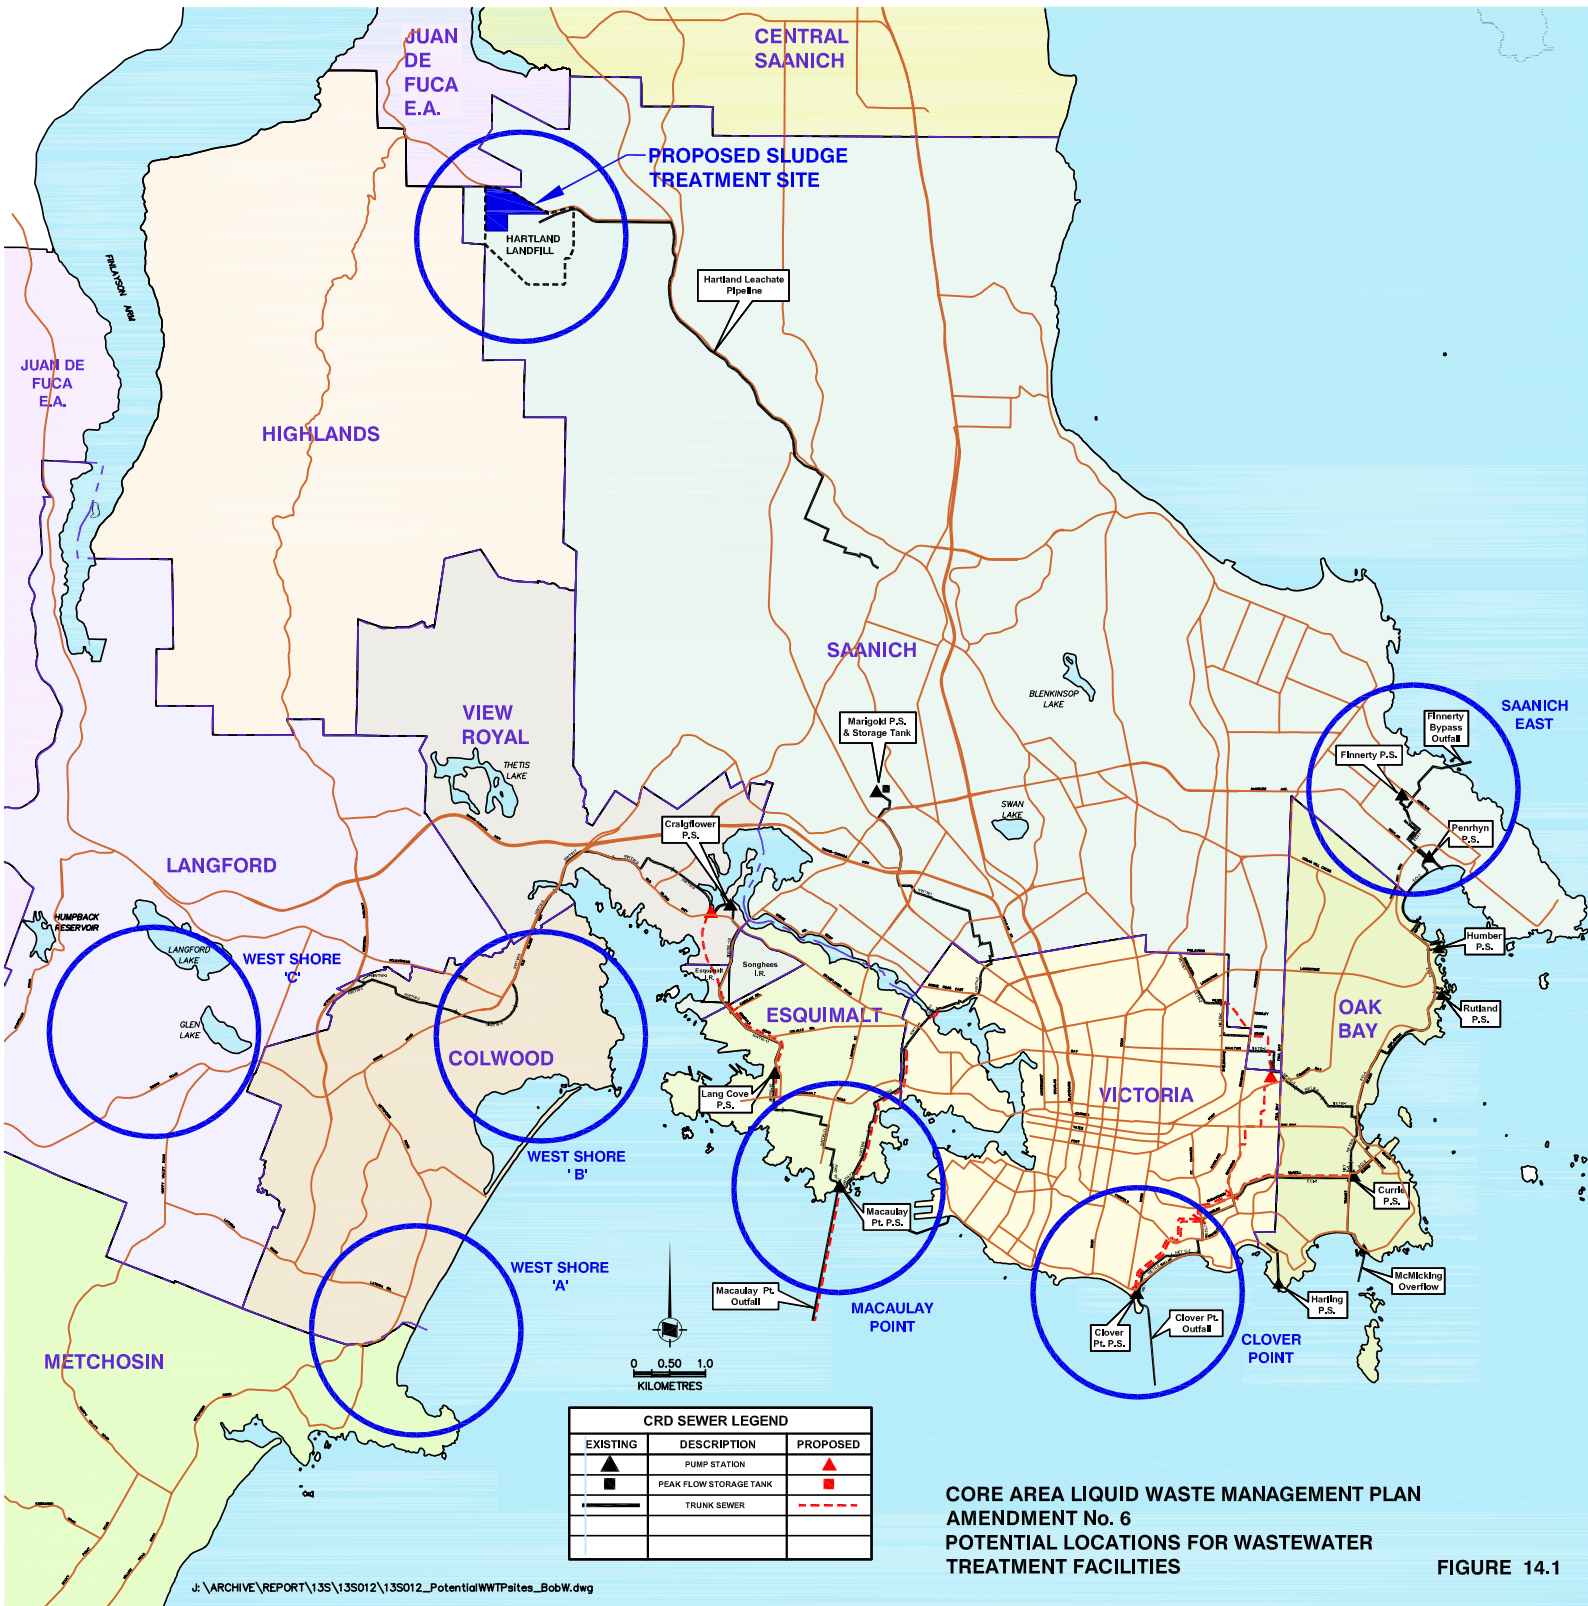 JUAN
DE
FUCA
E.A.
CENTRAL
SAANICH
PROPOSED SLUDGE
TREATMENT SITE
HARTLAND
LANDFILL
FINLAYSON ARM
Hartland Leachate
Pipeline
JUAN DE
FUCA
E.A.
HIGHLANDS
SAANICH
BLENKINSOP
LAKE
VIEW
ROYAL
THETIS
LAKE
Marigold P.S.
& Storage Tank
SAANICH
EAST
Finnerty
Bypass
Outfall
Finnerty P.S.
Penrhyn
P.S.
SWAN
LAKE
Craigflower
P.S.
LANGFORD
HUMPBACK
RESERVOIR
LANGFORD
LAKE
WEST SHORE
'C'
GLEN
LAKE
Esquimalt
I.R.
Songhees
I.R.
Humber
P.S.
Rutland
P.S.
OAK
BAY
ESQUIMALT
COLWOOD
VICTORIA
Lang Cove
P.S.
WEST SHORE
'B'
Currie
P.S.
Macaulay
Pt. P.S.
WEST SHORE
'A'
Macaulay Pt.
Outfall
MACAULAY
POINT
McMicking
Overflow
Harling
P.S.
Clover Pt.
Outfall
Clover
Pt. P.S.
CLOVER
POINT
METCHOSIN
0 0.50 1.0
KILOMETRES
CRD SEWER LEGEND
EXISTING DESCRIPTION PROPOSED
PUMP STATION
PEAK FLOW STORAGE TANK
TRUNK SEWER
CORE AREA LIQUID WASTE MANAGEMENT PLAN
AMENDMENT No. 6
POTENTIAL LOCATIONS FOR WASTEWATER
TREATMENT FACILITIES
FIGURE 14.1
J: \ARCHIVE\REPORT\13S\13S012\13S012_PotentialWWTPsites_BobW.dwg